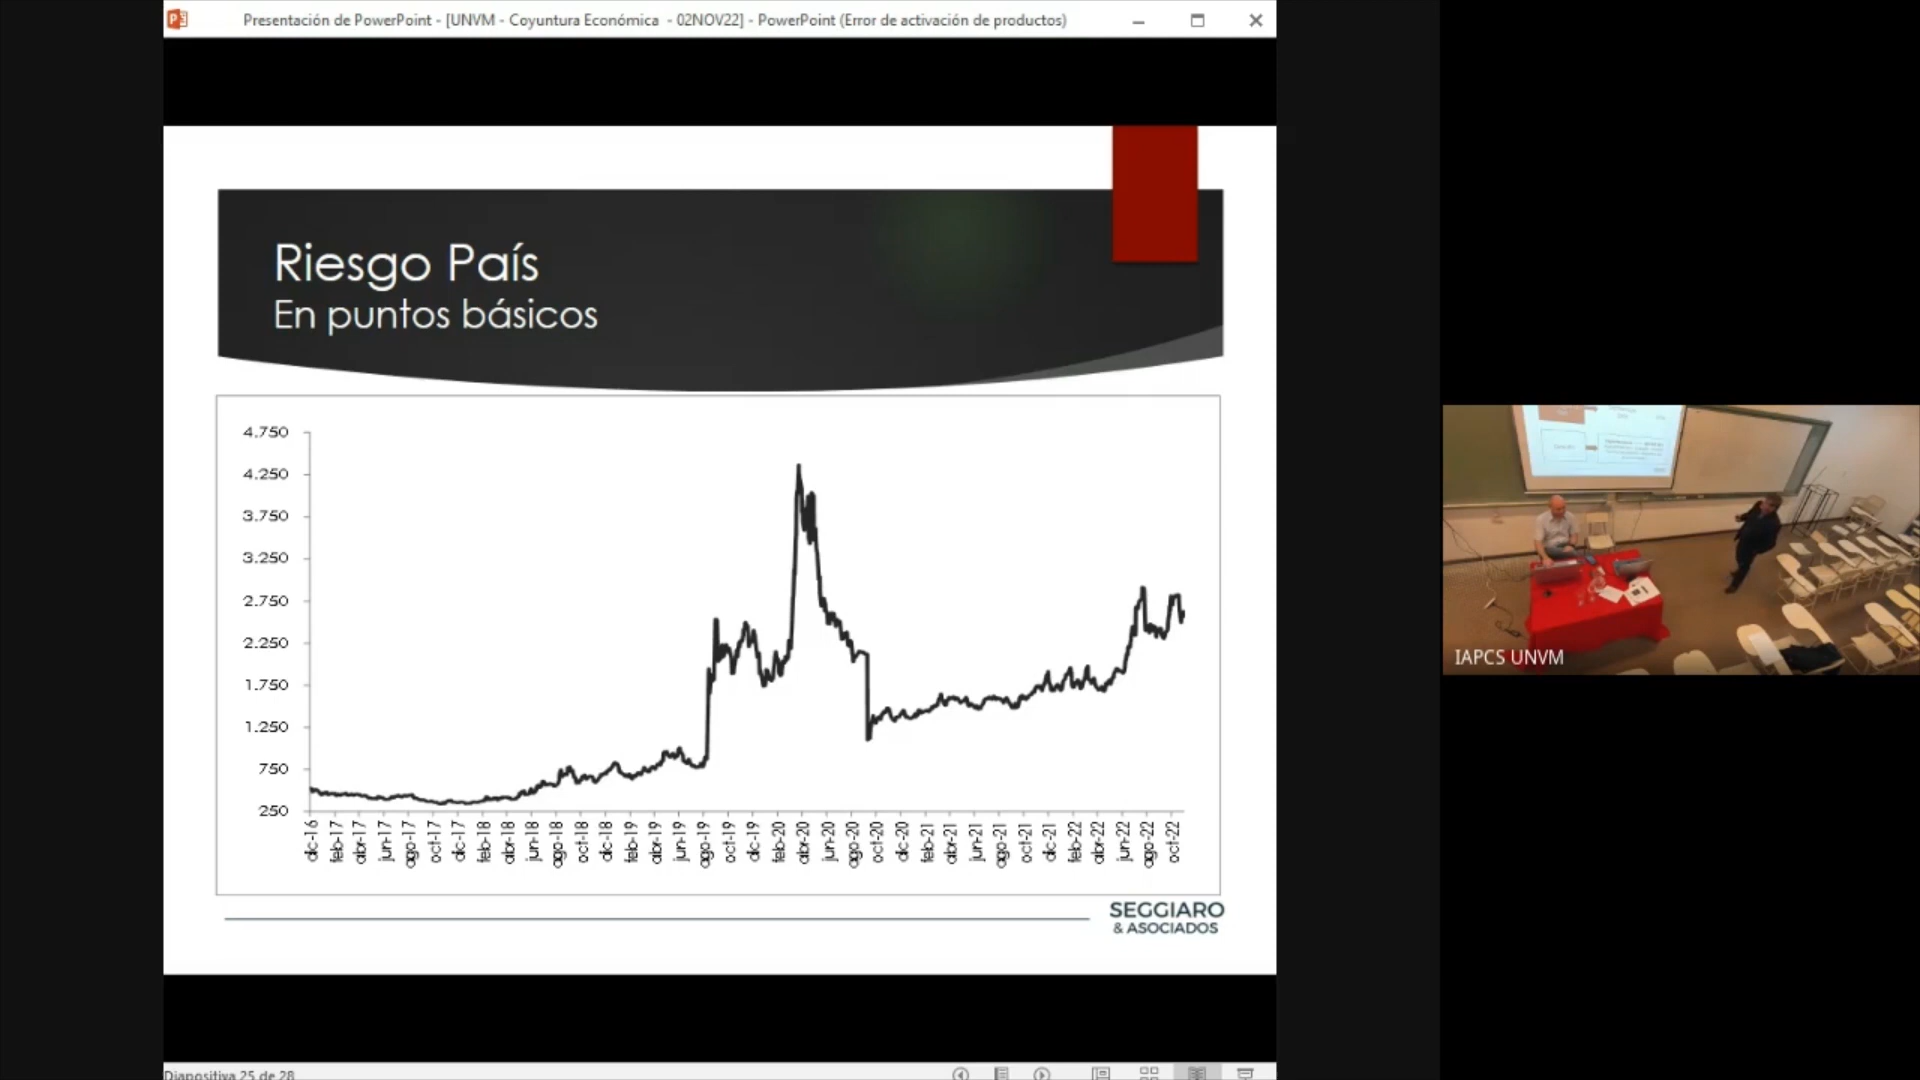 Presentación de PowerPoint - [UNVM - Coyuntura Económica - 02NOV22] - PowerPoint (Error de activación de productos)
Riesgo País
En puntos básicos
4.750
4.250
3.750
3.250
2.750
2.250
1.750
1.250
750
250
dic-16
feb-17
abr-17
jun-17
ago-17
oct-17
dic-17
feb-18
abr-18
jun-18
ago-18
oct-18
dic-18
feb-19
abr-19
jun-19
ago-19
oct-19
dic-19
feb-20
abr-20
jun-20
ago-20
oct-20
dic-20
feb-21
abr-21
jun-21
ago-21
oct-21
dic-21
feb-22
abr-22
jun-22
ago-22
oct-22
SEGGIARO
& ASOCIADOS
Diapositiva 25 de 28
IAPCS UNVM